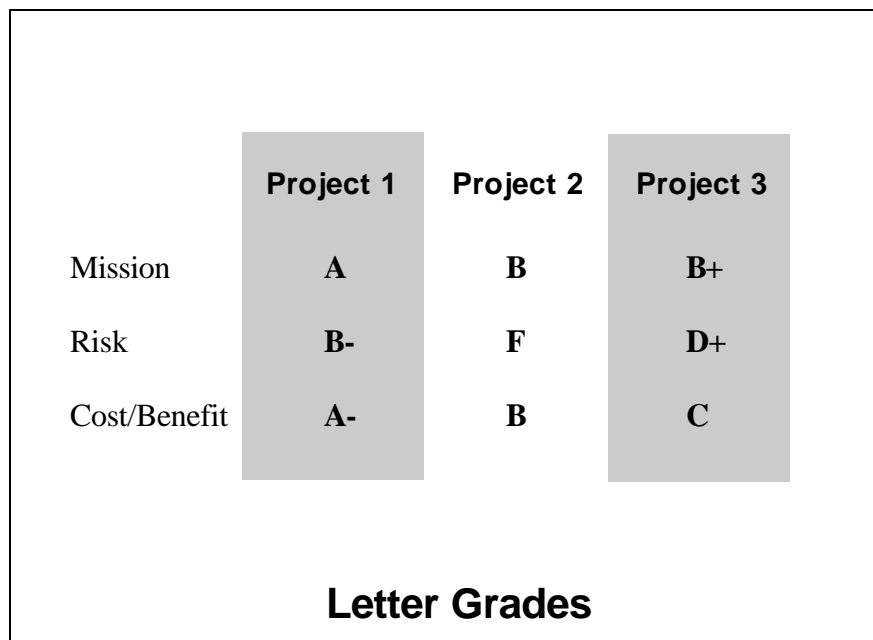 Project 1 Project 2 Project 3
Mission A B B+
Risk B- F D+
Cost/Benefit A- B C
Letter Grades